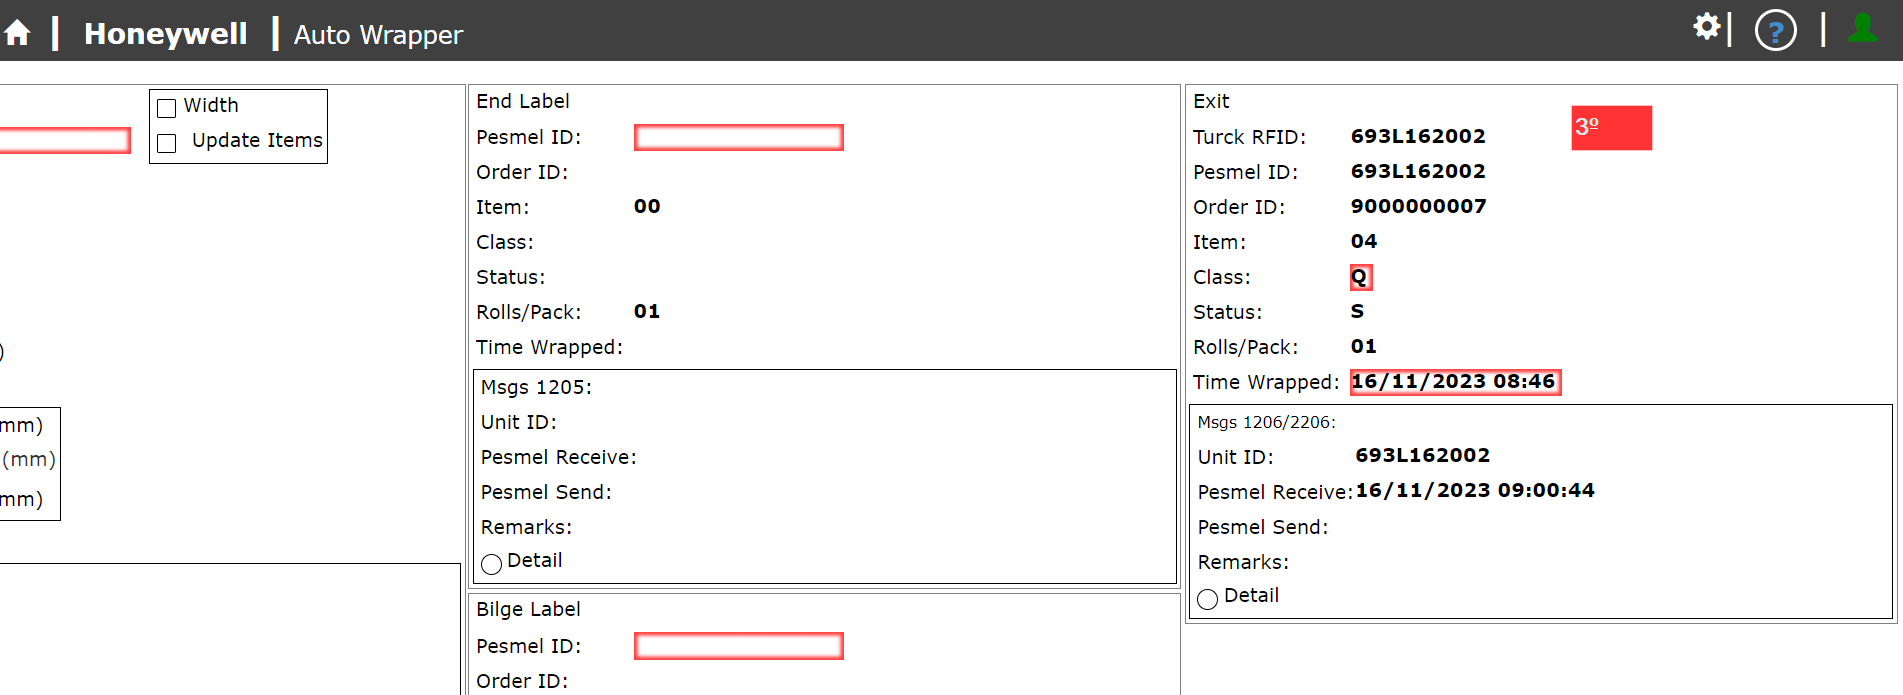 Honeywell Auto Wrapper ?
Width
Update Items
)
mm)
(mm)
mm)
End Label
Pesmel ID:
Order ID:
Item: 00
Class:
Status:
Rolls/Pack: 01
Time Wrapped:
Msgs 1205:
Unit ID:
Pesmel Receive:
Pesmel Send:
Remarks:
Detail
Bilge Label
Pesmel ID:
Order ID:
Exit
3º
Turck RFID: 693L162002
Pesmel ID: 693L162002
Order ID: 9000000007
Item: 04
Class: Q
Status: S
Rolls/Pack: 01
Time Wrapped: 16/11/2023 08:46
Msgs 1206/2206:
Unit ID: 693L162002
Pesmel Receive: 16/11/2023 09:00:44
Pesmel Send:
Remarks:
Detail